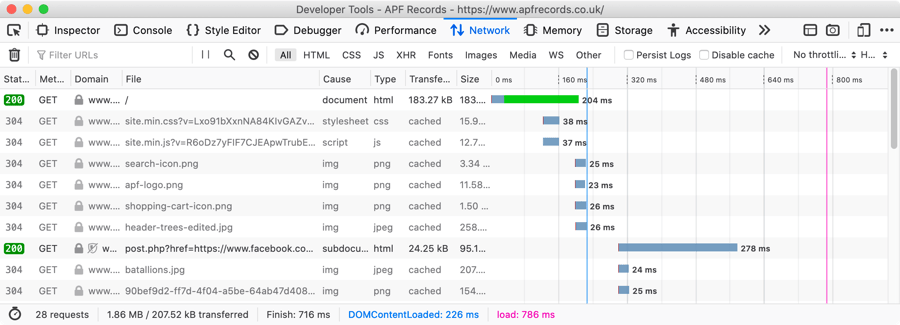 Developer Tools - APF Records - https://www.apfrecords.co.uk/
Inspector Console Style Editor Debugger Performance Network Memory Storage Accessibility
Filter URLs All HTML CSS JS XHR Fonts Images Media WS Other Persist Logs Disable cache No throttli... H...
Stat... Met... Domain File Cause Type Transfe... Size 0 ms 160 ms 320 ms 480 ms 640 ms 800 ms
200 GET www.... / document html 183.27 kB 183.... 204 ms
304 GET www.... site.min.css?v=Lxo91bXxnNA84KIvGAZv... stylesheet css cached 15.9... 38 ms
304 GET www.... site.min.js?v=R6oDz7yFIF7CJEApwTrubE... script js cached 12.7... 37 ms
304 GET www.... search-icon.png img png cached 3.34 ... 25 ms
304 GET www.... apf-logo.png img png cached 11.58... 23 ms
304 GET www.... shopping-cart-icon.png img png cached 1.50 ... 26 ms
304 GET www.... header-trees-edited.jpg img jpeg cached 258.... 26 ms
200 GET w... post.php?href=https://www.facebook.co... subdocu... html 24.25 kB 95.1... 278 ms
304 GET www.... batallions.jpg img jpeg cached 207.... 24 ms
304 GET www.... 90bef9d2-ff7d-4f04-a5be-64ab47d408... img png cached 154.... 25 ms
28 requests 1.86 MB / 207.52 kB transferred Finish: 716 ms DOMContentLoaded: 226 ms load: 786 ms